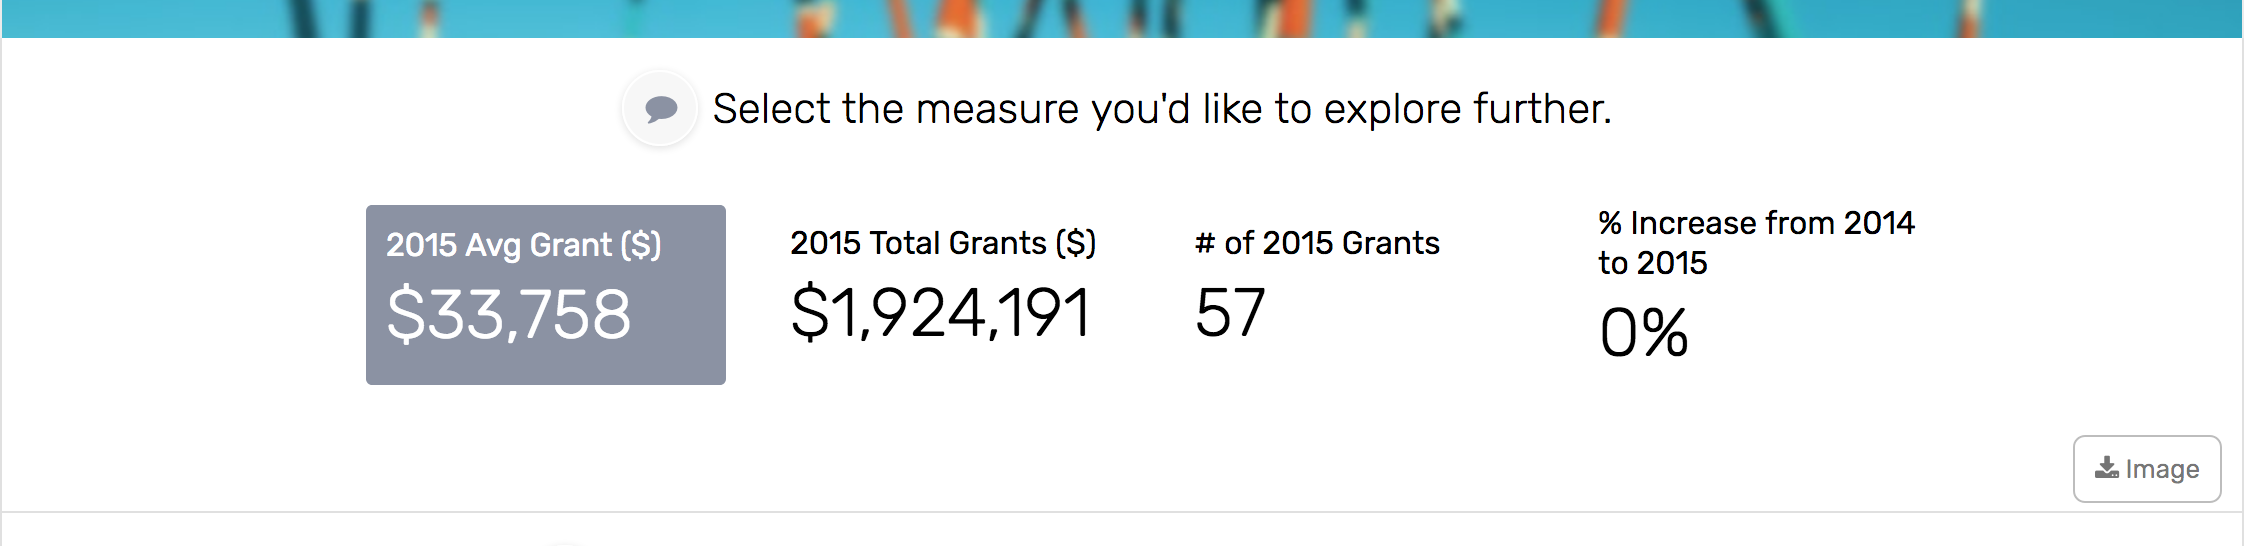 Select the measure you'd like to explore further.
2015 Avg Grant ($)
$33,758
2015 Total Grants ($)
$1,924,191
# of 2015 Grants
57
% Increase from 2014
to 2015
0%
Image